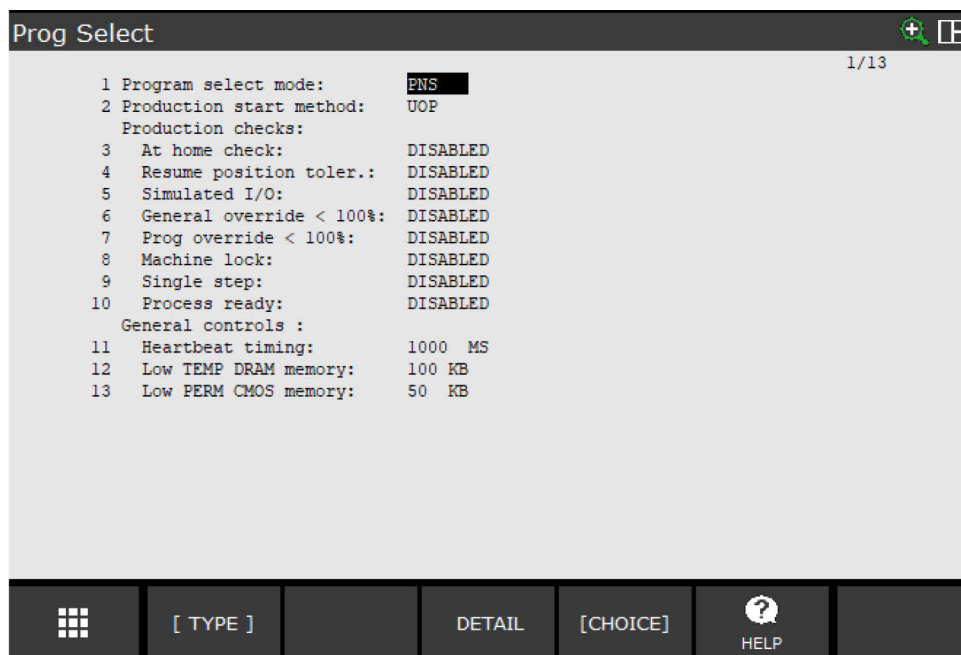 Prog Select
1/13
1 Program select mode: PNS
2 Production start method: UOP
Production checks:
3 At home check: DISABLED
4 Resume position toler.: DISABLED
5 Simulated I/O: DISABLED
6 General override < 100%: DISABLED
7 Prog override < 100%: DISABLED
8 Machine lock: DISABLED
9 Single step: DISABLED
10 Process ready: DISABLED
General controls :
11 Heartbeat timing: 1000 MS
12 Low TEMP DRAM memory: 100 KB
13 Low PERM CMOS memory: 50 KB
[ TYPE ] DETAIL [CHOICE] HELP